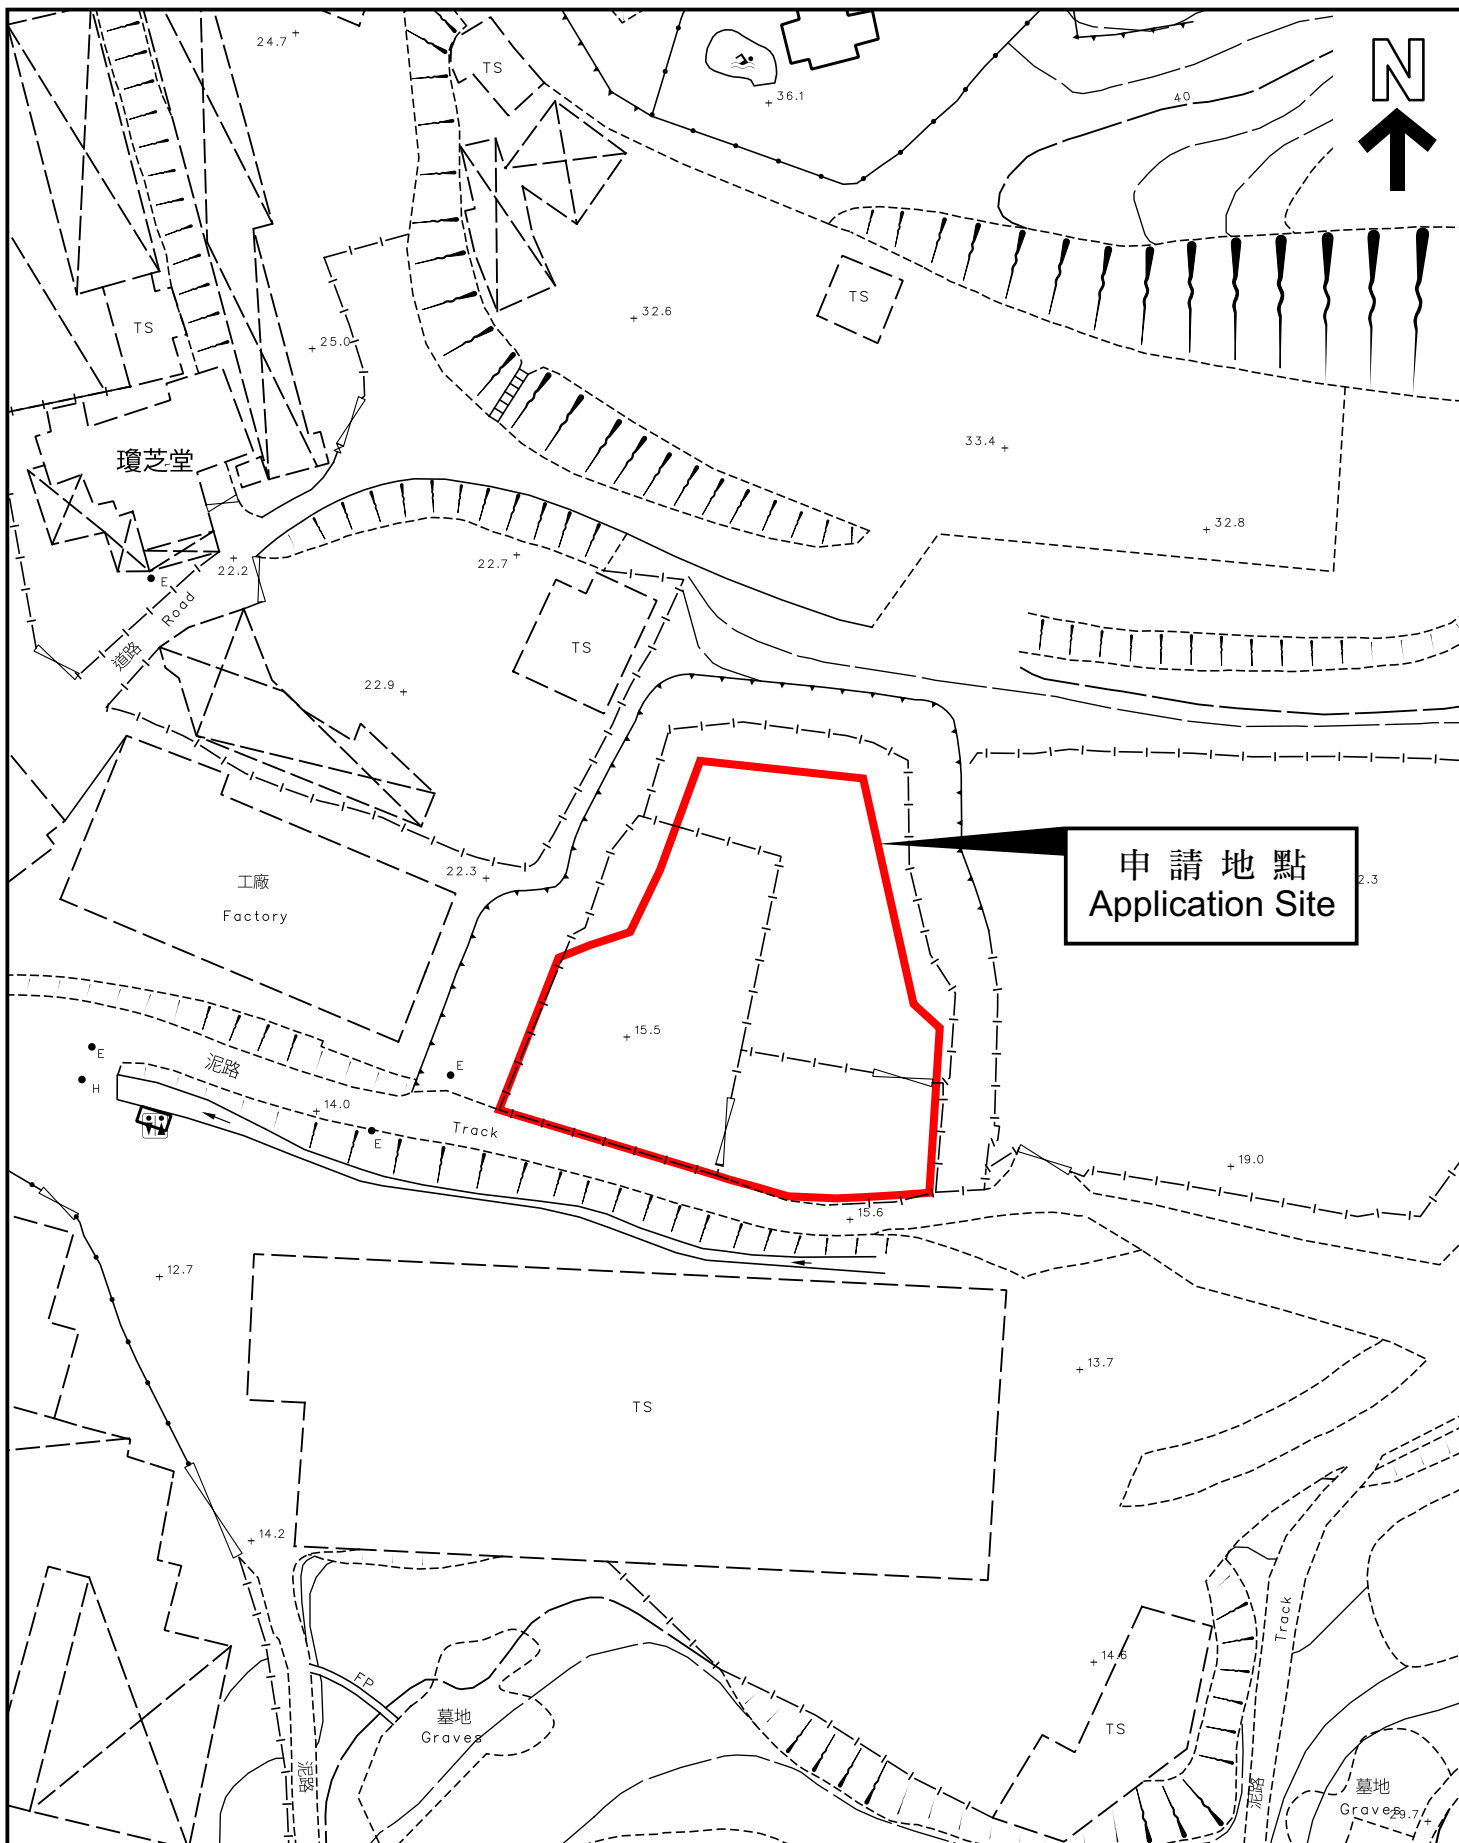 24.7
TS
36.1
40
N
TS
32.6
TS
25.0
33.4
瓊芝堂
32.8
22.7
22.2
E
道路
Road
TS
22.9
申請地點
Application Site
2.3
22.3
工廠
Factory
15.5
E
泥路
E
H
14.0
E
Track
19.0
15.6
12.7
13.7
TS
14.2
Track
14.6
FP
墓地
Graves
TS
泥路
泥路
墓地
Graves
29.7